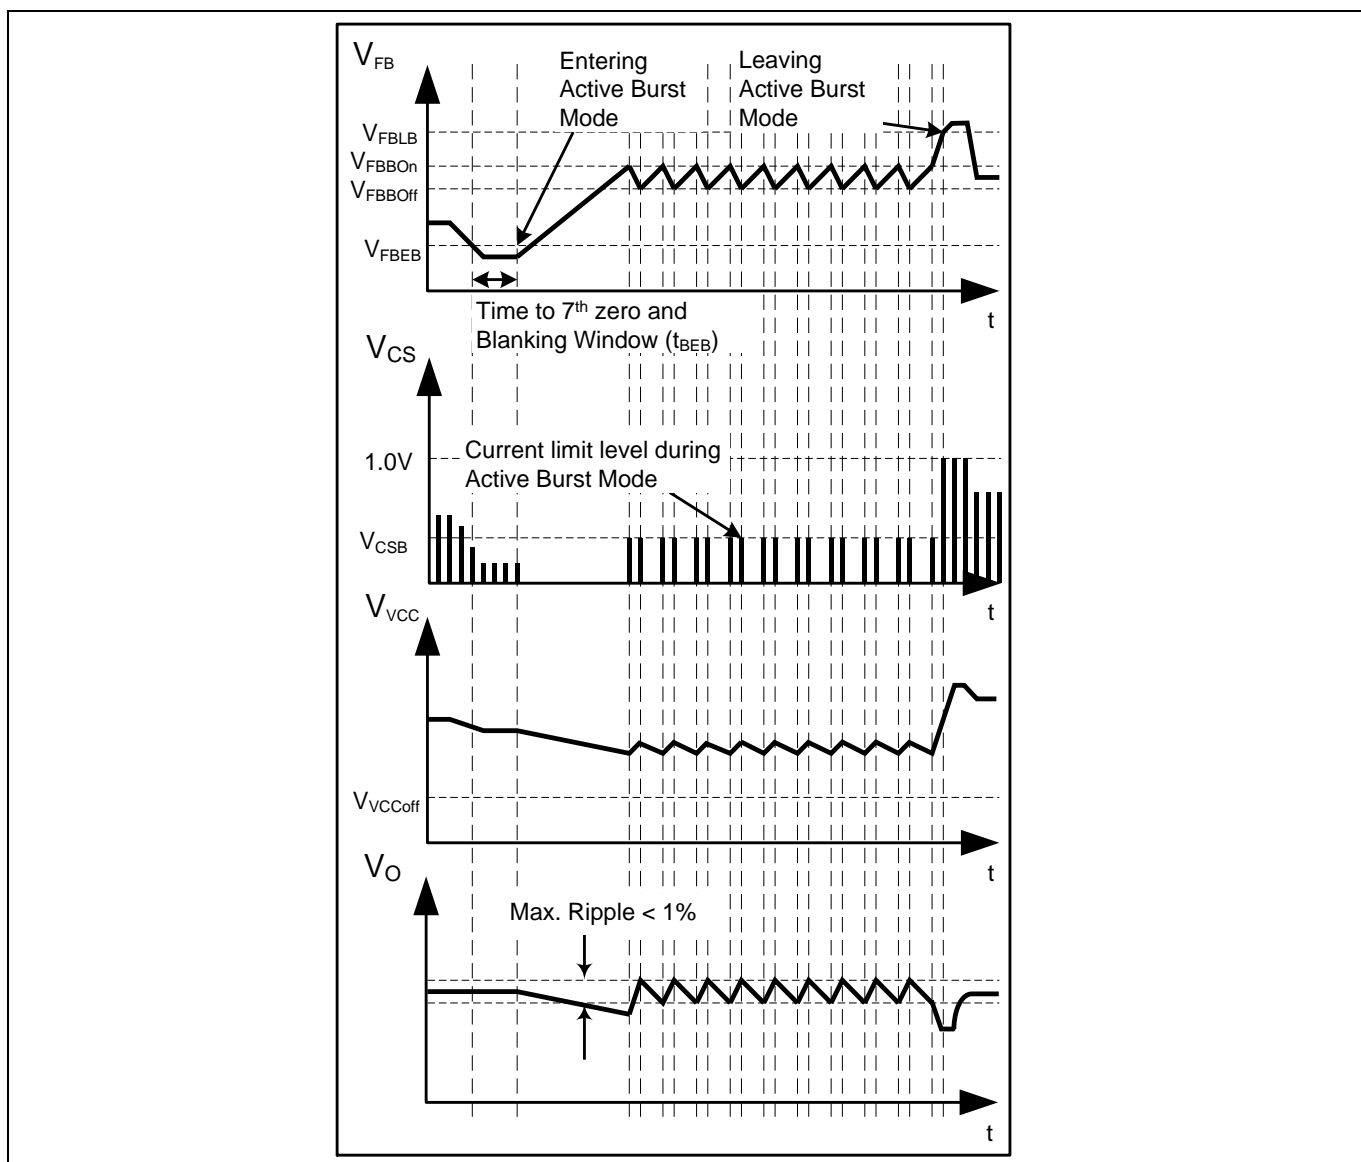 V_FB
Entering
Active Burst
Mode
Leaving
Active Burst
Mode
V_FBLB
V_FBBOn
V_FBBOff
V_FBEB
t
Time to 7th zero and
Blanking Window (t_BEB)
V_CS
1.0V
Current limit level during
Active Burst Mode
V_CSB
t
V_VCC
V_VCCoff
t
V_O
Max. Ripple < 1%
t